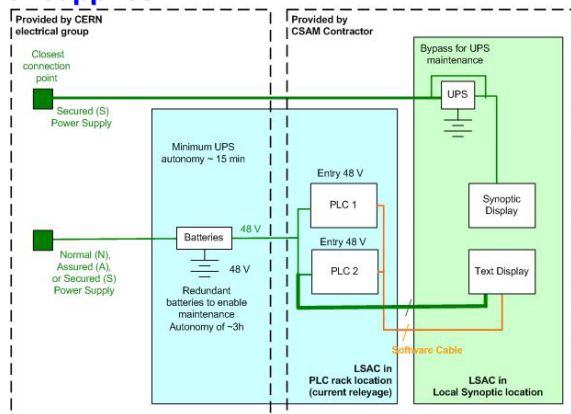 Provided by CERN
electrical group
Provided by
CSAM Contractor
Closest
connection
point
Secured (S)
Power Supply
Bypass for UPS
maintenance
UPS
Minimum UPS
autonomy ~ 15 min
Entry 48 V
PLC 1
Synoptic
Display
Normal (N),
Assured (A),
or Secured (S)
Power Supply
Batteries
48 V
48 V
Redundant
batteries to enable
maintenance
Autonomy of ~3h
Entry 48 V
PLC 2
Text Display
Software Cable
LSAC in
PLC rack location
(current releyage)
LSAC in
Local Synoptic location